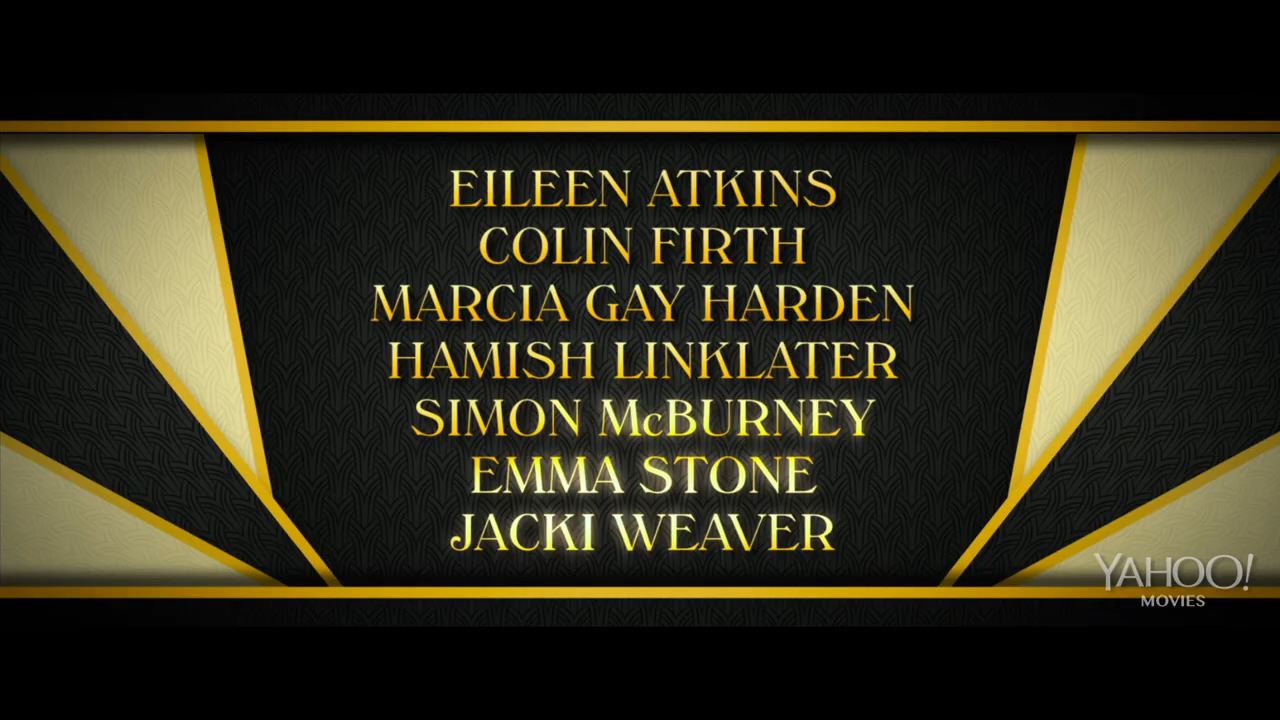 EILEEN ATKINS
COLIN FIRTH
MARCIA GAY HARDEN
HAMISH LINKLATER
SIMON McBURNEY
EMMA STONE
JACKI WEAVER
YAHOO!
MOVIES